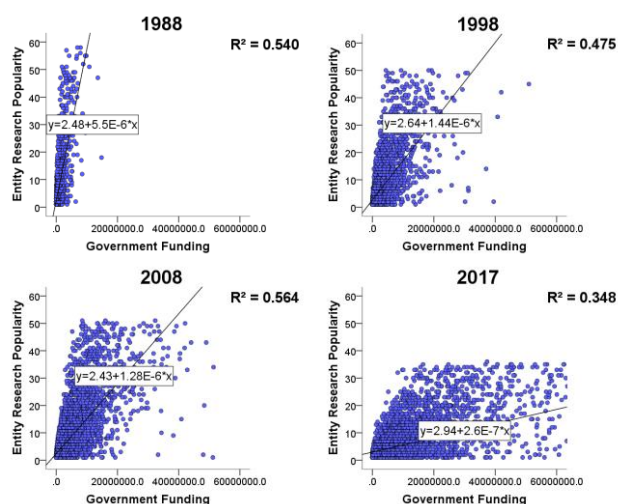 1988
R² = 0.540
Entity Research Popularity
60
50
40
30
20
10
0
y=2.48+5.5E-6*x
.0 20000000.0 40000000.0 60000000.0
Government Funding
1998
R² = 0.475
Entity Research Popularity
60
50
40
30
20
10
0
y=2.64+1.44E-6*x
.0 20000000.0 40000000.0 60000000.0
Government Funding
2008
R² = 0.564
Entity Research Popularity
60
50
40
30
20
10
0
y=2.43+1.28E-6*x
.0 20000000.0 40000000.0 60000000.0
Government Funding
2017
R² = 0.348
Entity Research Popularity
60
50
40
30
20
10
0
y=2.94+2.6E-7*x
.0 20000000.0 40000000.0 60000000.0
Government Funding